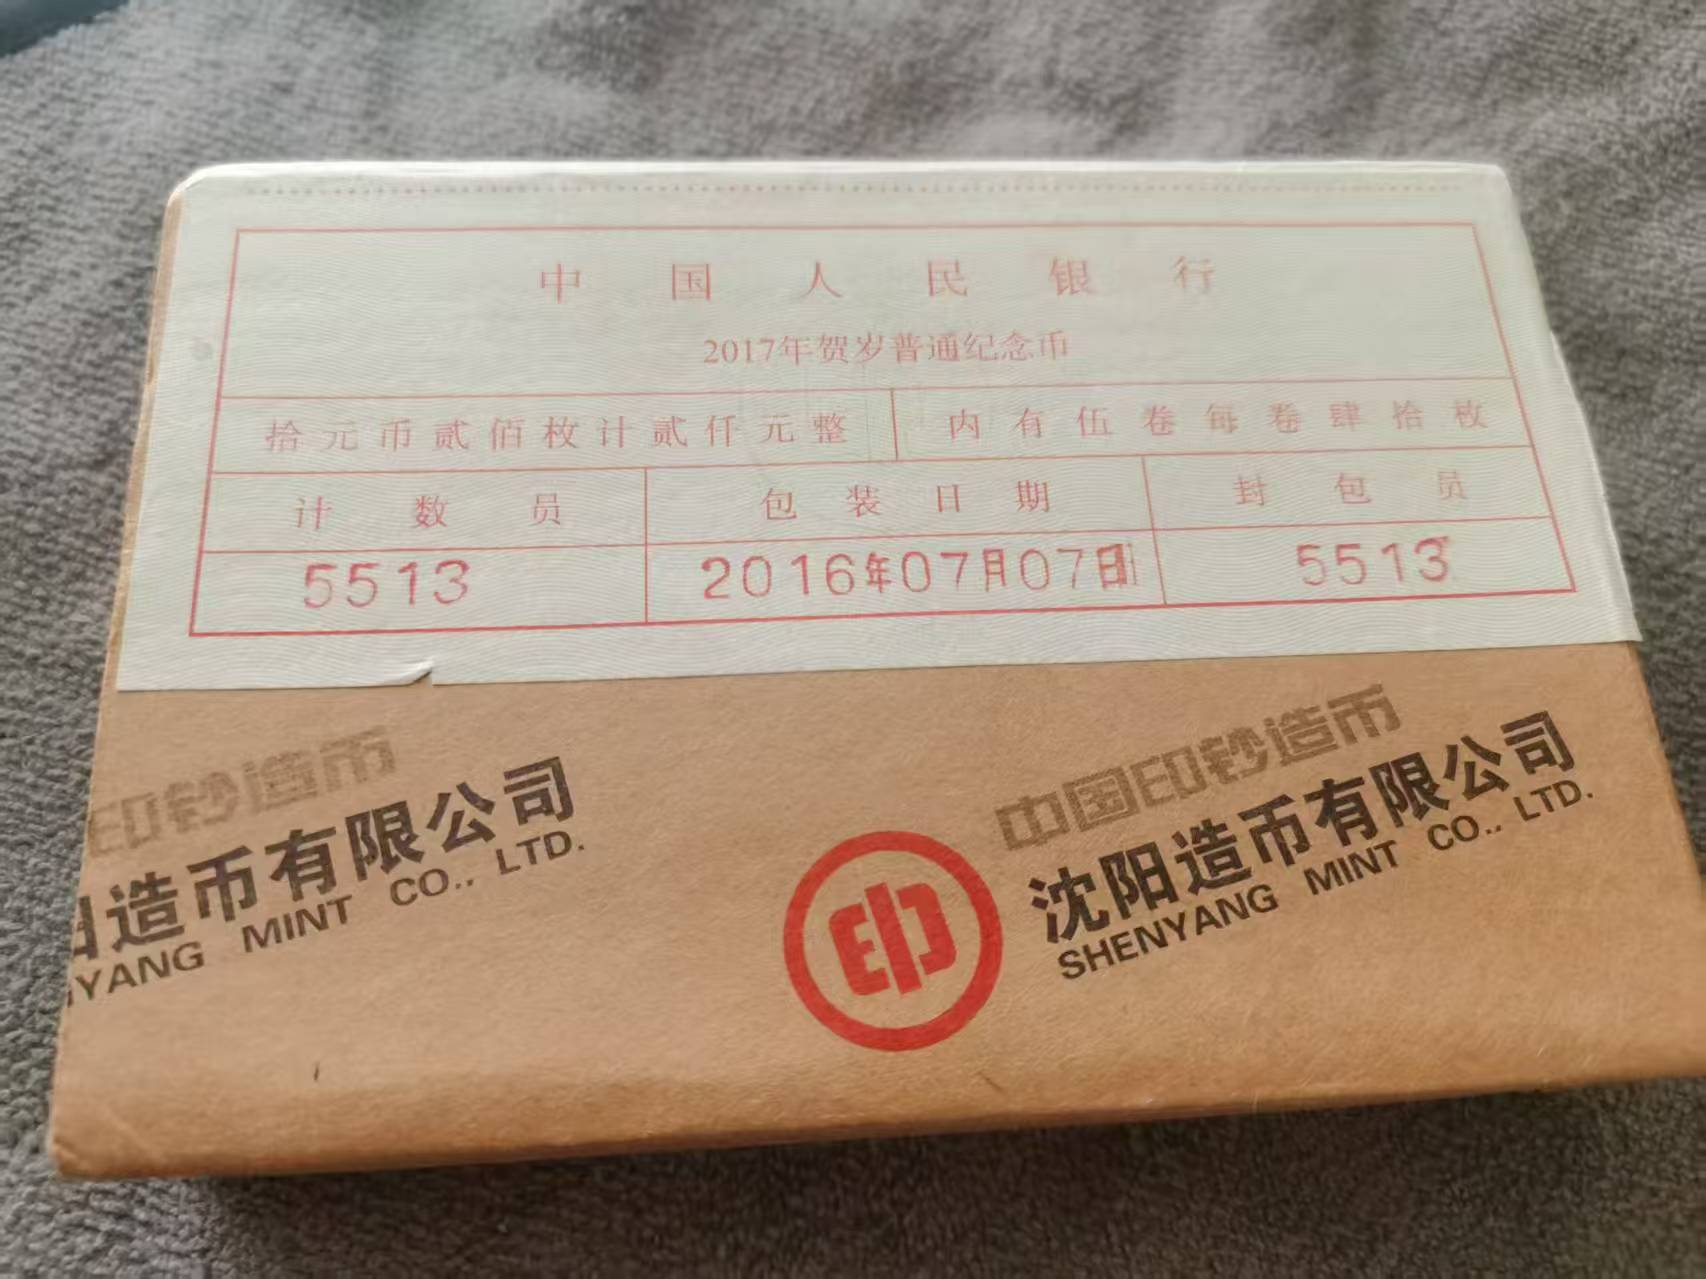 中国人民银行
2017年贺岁普通纪念币
拾元币贰佰枚计贰仟元整 内有伍卷每卷肆拾枚
计数员 包装日期 封包员
5513 2016年07月07日 5513
印钞造币
阳造币有限公司
YANG MINT CO., LTD.
中国印钞造币
沈阳造币有限公司
SHENYANG MINT CO., LTD.
印